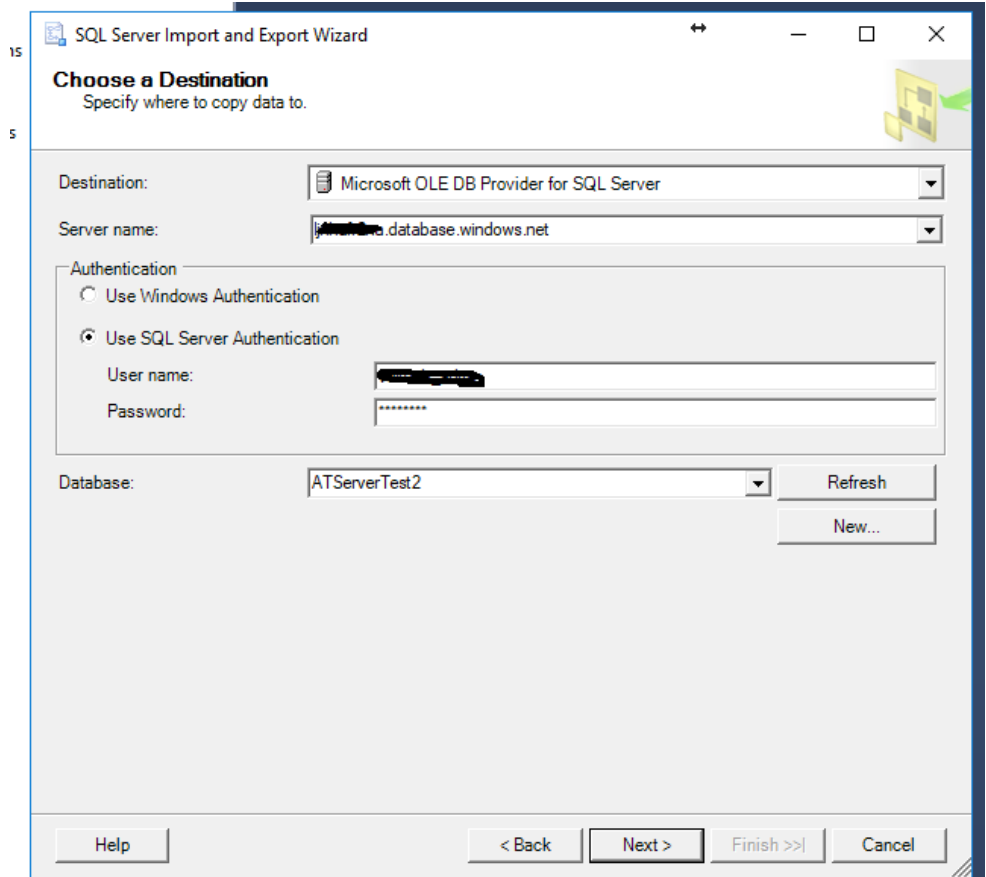 SQL Server Import and Export Wizard
ns
Choose a Destination
Specify where to copy data to.
s
Destination: Microsoft OLE DB Provider for SQL Server
Server name: .database.windows.net
Authentication
Use Windows Authentication
Use SQL Server Authentication
User name:
Password: ********
Database: ATServerTest2 Refresh
New...
Help < Back Next > Finish >>| Cancel